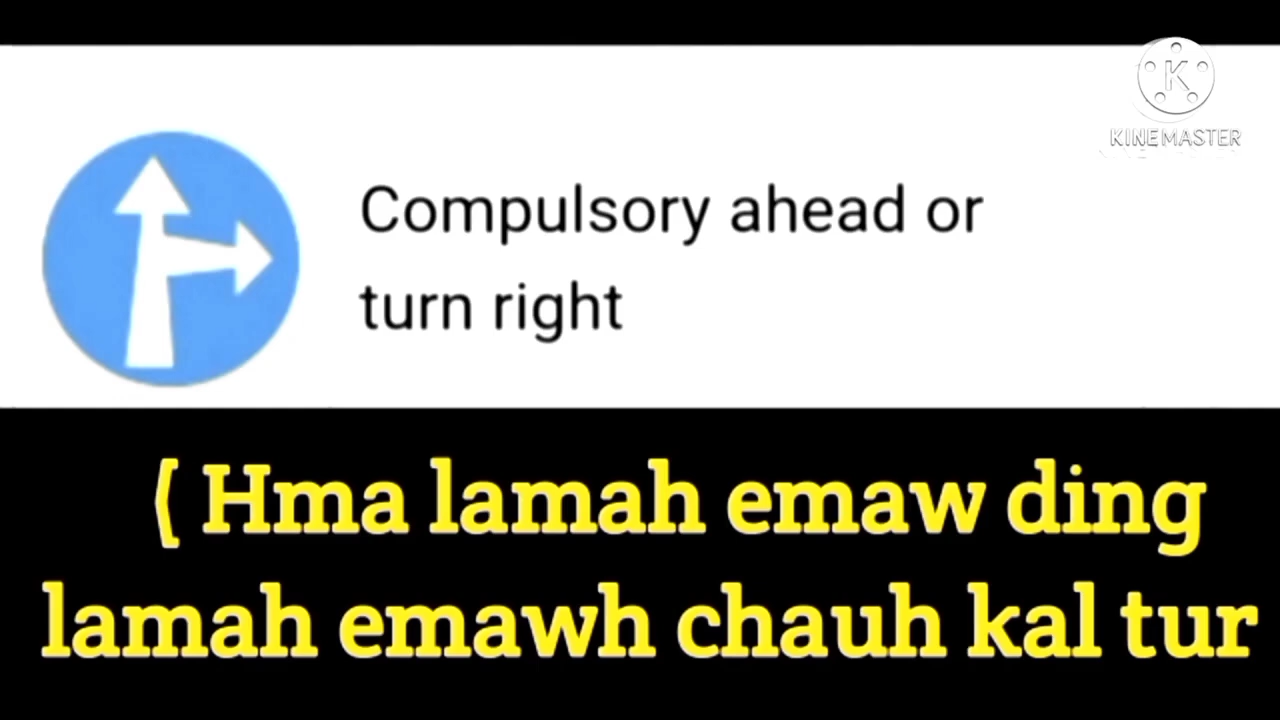 K
KINEMASTER
Compulsory ahead or
turn right
( Hma lamah emaw ding
lamah emawh chauh kal tur